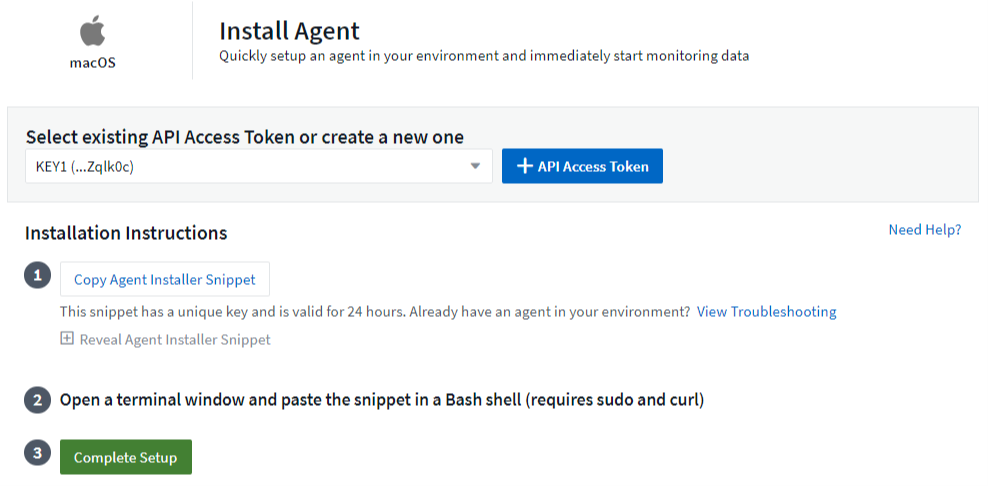 macOS
Install Agent
Quickly setup an agent in your environment and immediately start monitoring data
Select existing API Access Token or create a new one
KEY1 (...Zqlk0c)
+ API Access Token
Installation Instructions
Need Help?
1
Copy Agent Installer Snippet
This snippet has a unique key and is valid for 24 hours. Already have an agent in your environment? View Troubleshooting
Reveal Agent Installer Snippet
2
Open a terminal window and paste the snippet in a Bash shell (requires sudo and curl)
3
Complete Setup